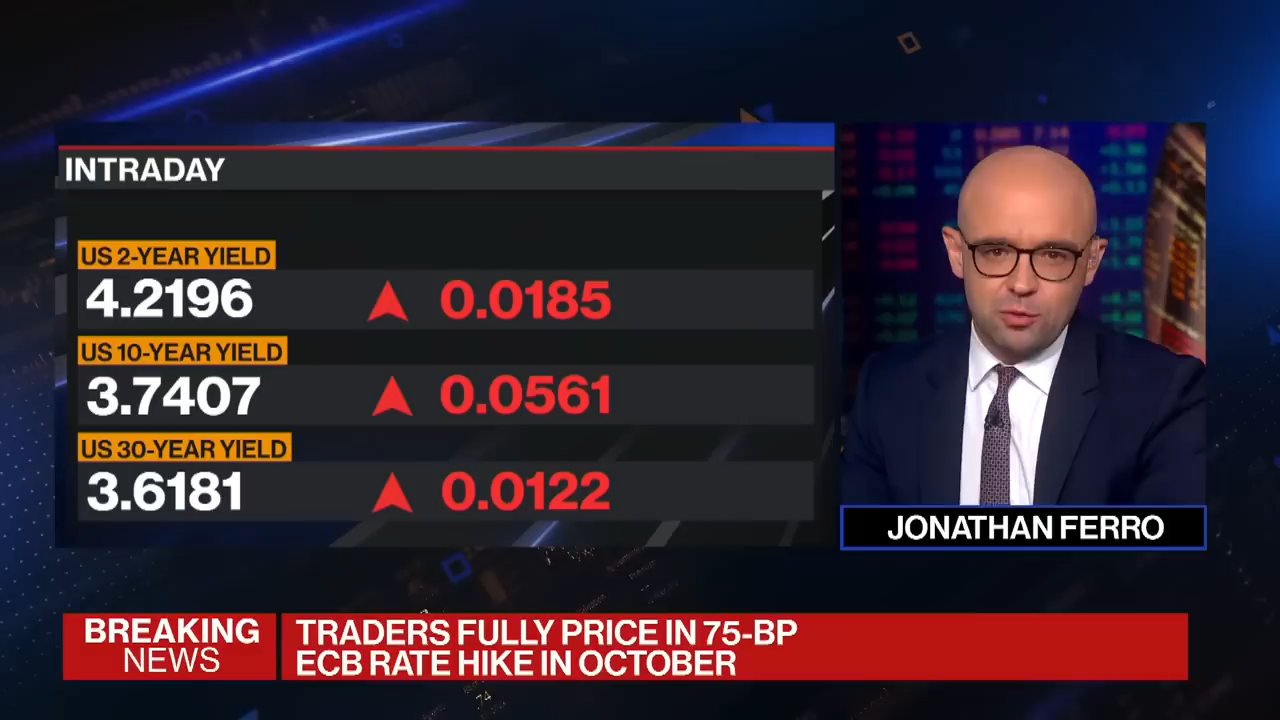 INTRADAY
US 2-YEAR YIELD
4.2196 ▲ 0.0185
US 10-YEAR YIELD
3.7407 ▲ 0.0561
US 30-YEAR YIELD
3.6181 ▲ 0.0122
JONATHAN FERRO
BREAKING
NEWS
TRADERS FULLY PRICE IN 75-BP
ECB RATE HIKE IN OCTOBER
74